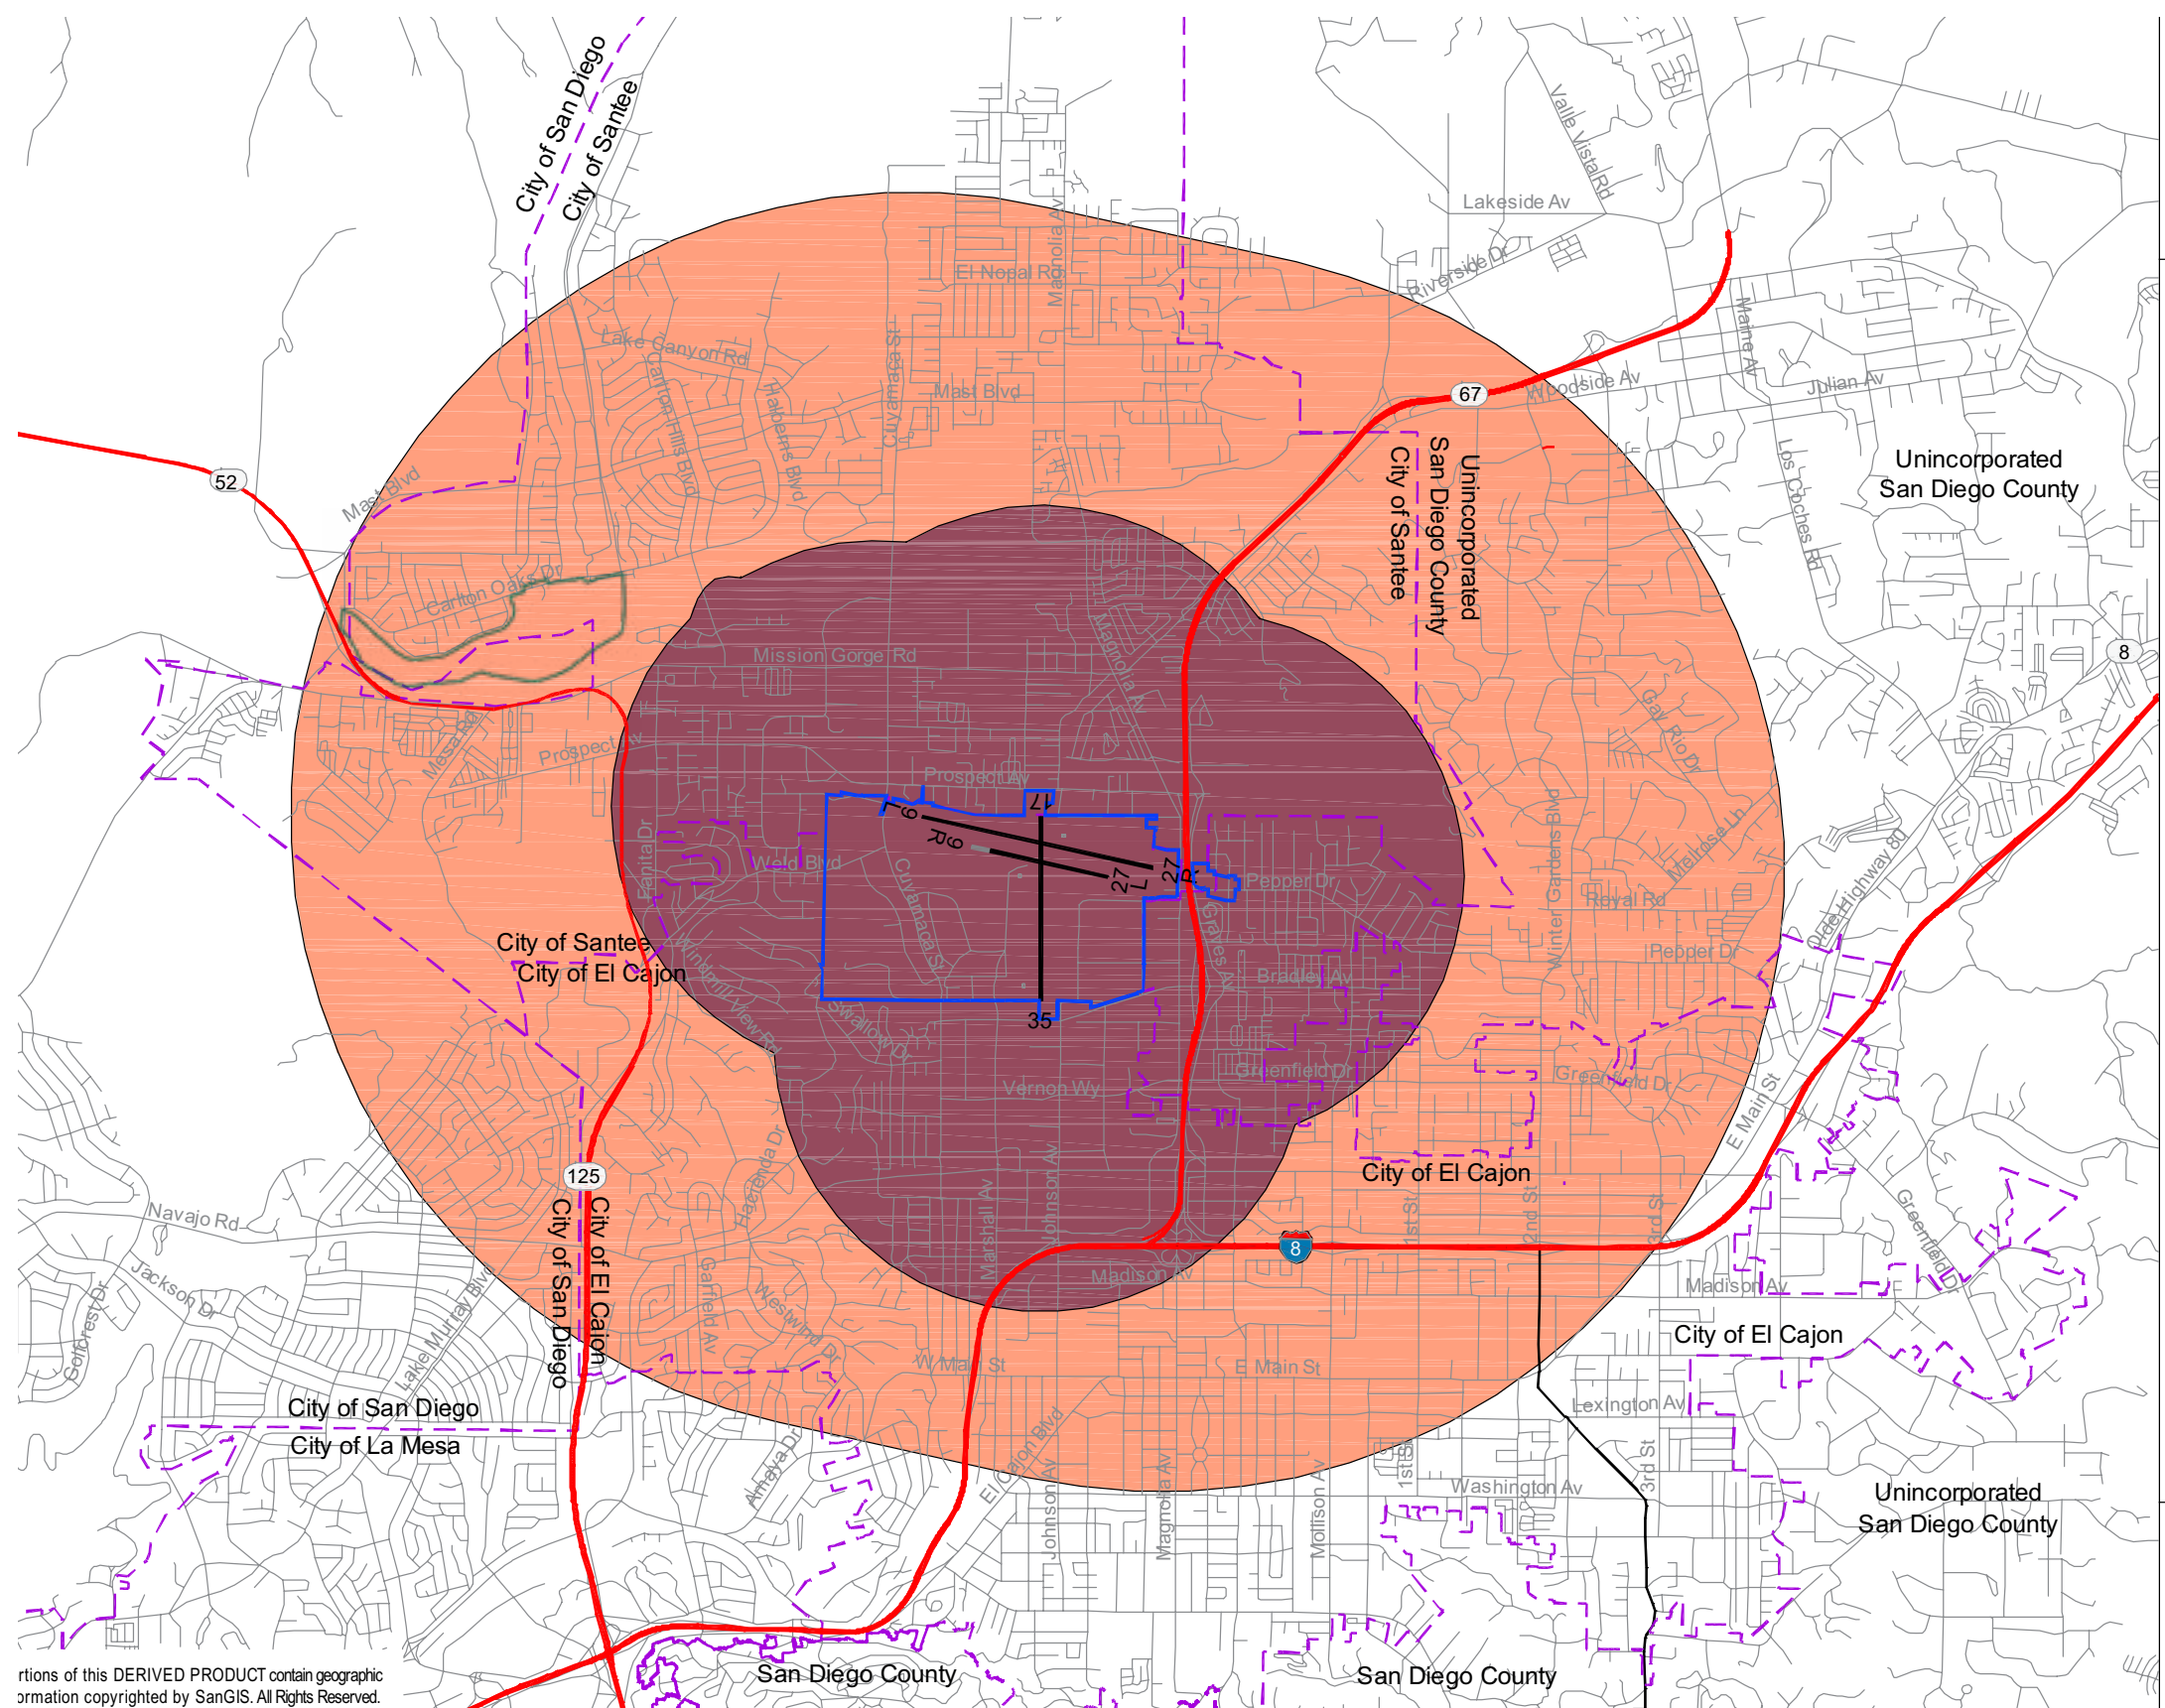 City of San Diego
City of Santee
Valle Vista Rd
Lakeside Av
Magnolia Av
El Nopal Rd
Riverside Dr
Lake Canyon Rd
Carlton Hills Blvd
Halberns Blvd
Cuyamaca St
Mast Blvd
Maine Av
67
Woodside Av
Julian Av
52
Mast Blvd
Unincorporated
San Diego County
City of Santee
Los Coches Rd
Unincorporated
San Diego County
Carlton Oaks Dr
Mission Gorge Rd
Magnolia Av
8
Gay Rio Dr
Mesa Rd
Prospect Av
Prospect Av
17
9
L
9
R
27
R
27
L
Fanita Dr
Weld Blvd
Cuyamaca St
Pepper Dr
Graves Av
Winter Gardens Blvd
Melrose Ln
Royal Rd
Olde Highway 80
Pepper Dr
City of Santee
City of El Cajon
Windmill View Rd
Swallow Dr
Bradley Av
35
Vernon Wy
Greenfield Dr
Greenfield Dr
E Main St
125
City of El Cajon
City of San Diego
Hacienda Dr
Marshall Av
Johnson Av
City of El Cajon
1st St
2nd St
3rd St
Greenfield Dr
Navajo Rd
8
Jackson Dr
Golfcrest Dr
Lake Murray Blvd
Garfield Av
Westwind Dr
Madison Av
Madison Av
City of El Cajon
W Main St
E Main St
City of San Diego
City of La Mesa
Lexington Av
Amaya Dr
El Cajon Blvd
Johnson Av
Magnolia Av
Mollison Av
1st St
Washington Av
3rd St
Unincorporated
San Diego County
San Diego County
San Diego County
rtions of this DERIVED PRODUCT contain geographic
ormation copyrighted by SanGIS. All Rights Reserved.